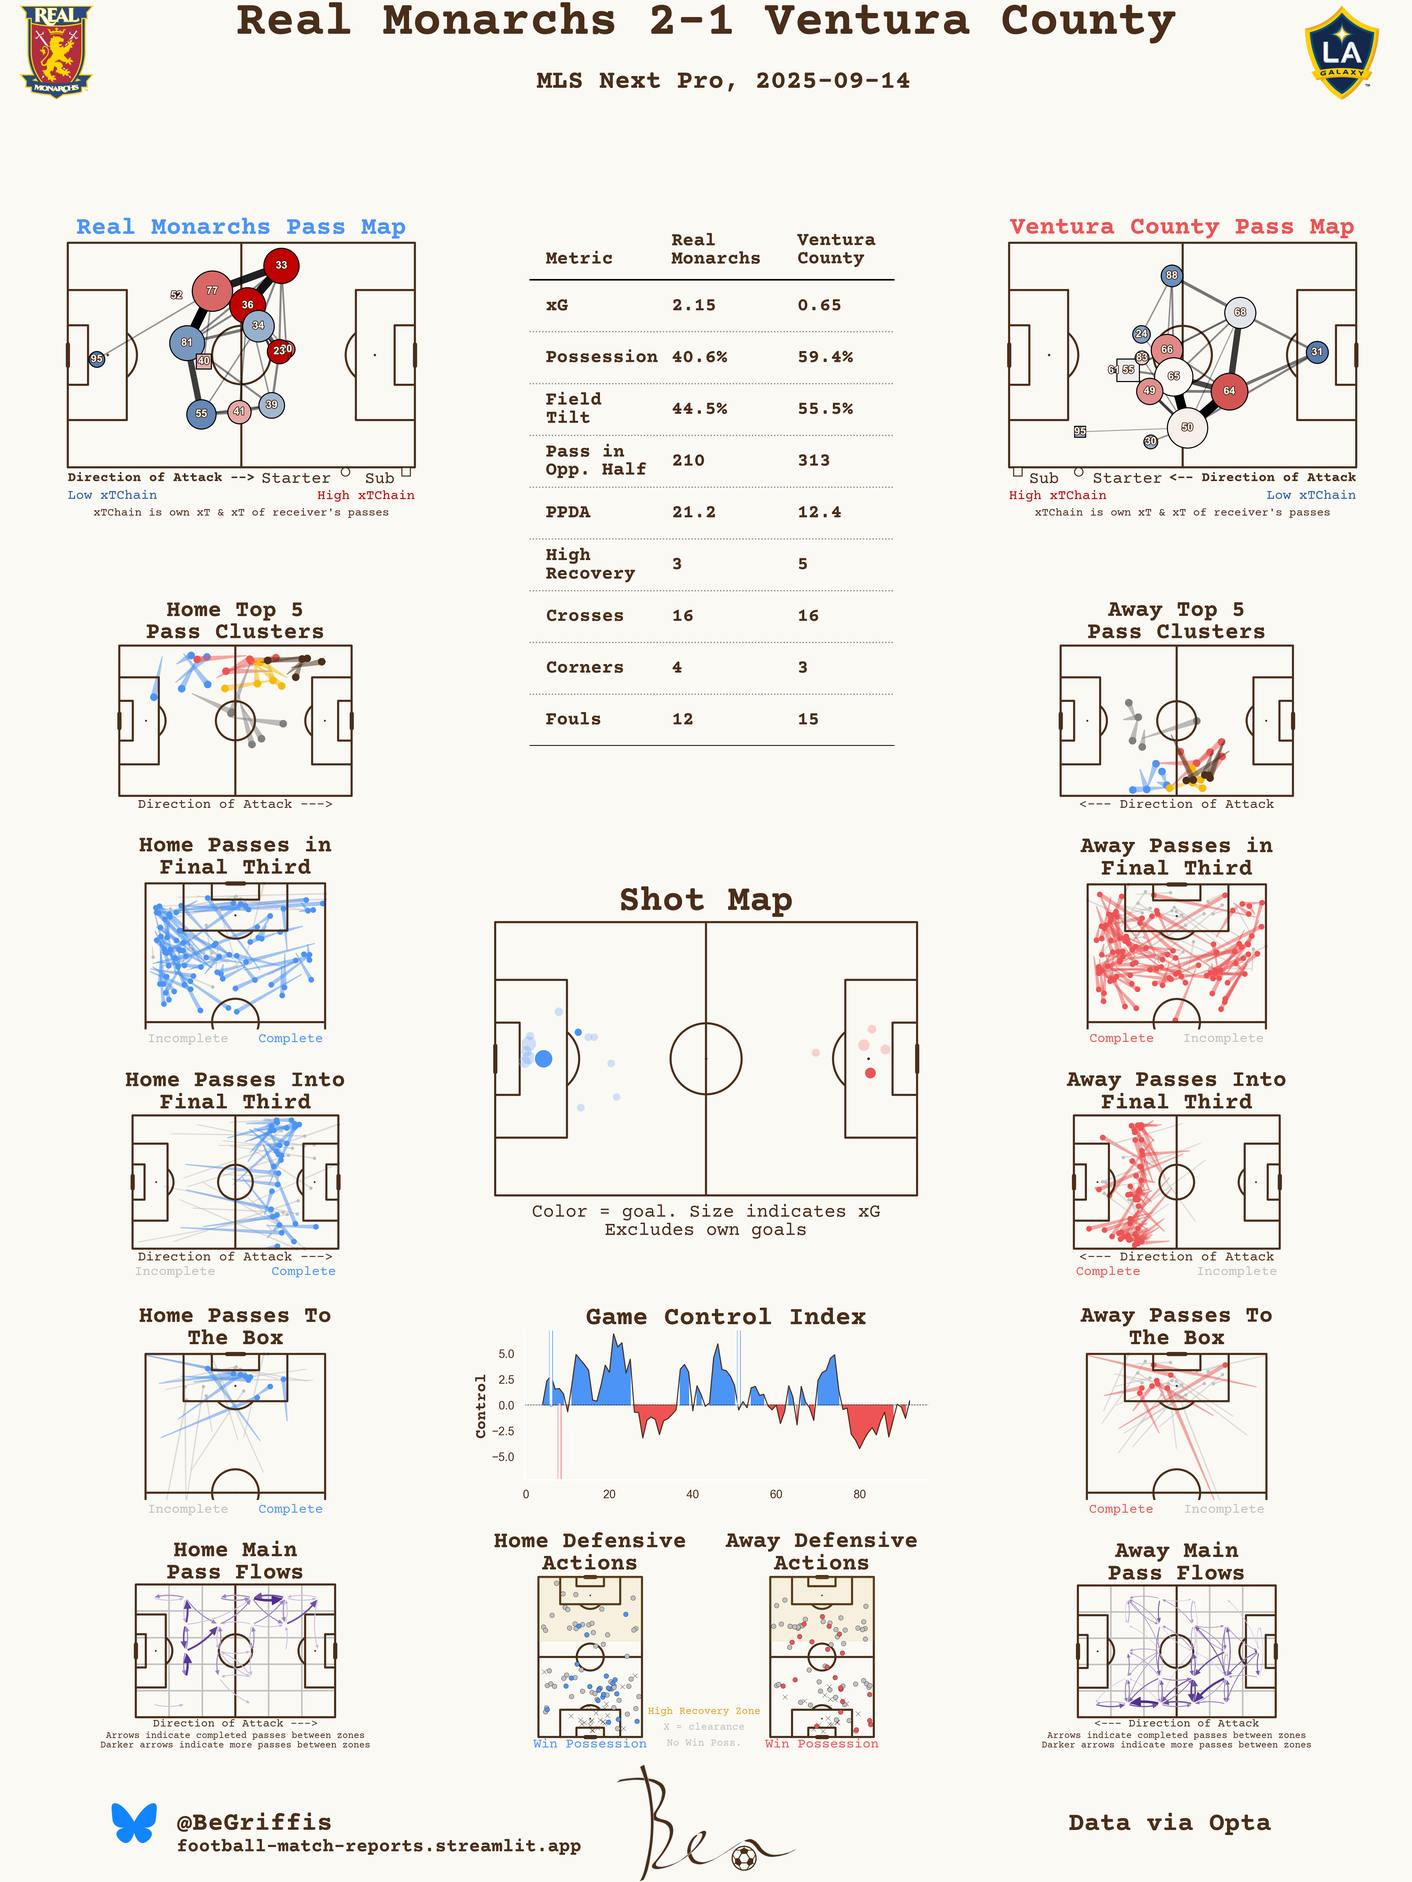 Real Monarchs 2-1 Ventura County
MLS Next Pro, 2025-09-14
REAL
MONARCHS
LA
GALAXY
Real Monarchs Pass Map
33
77
52
36
34
81
23
40
95
55
41
39
Direction of Attack --> Starter Sub
Low xTChain High xTChain
xTChain is own xT & xT of receiver's passes
Metric Real Monarchs Ventura County
xG 2.15 0.65
Possession 40.6% 59.4%
Field Tilt 44.5% 55.5%
Pass in Opp. Half 210 313
PPDA 21.2 12.4
High Recovery 3 5
Crosses 16 16
Corners 4 3
Fouls 12 15
Ventura County Pass Map
88
68
24
66
83
31
61 55
65
49
64
50
95
30
Sub Starter <-- Direction of Attack
High xTChain Low xTChain
xTChain is own xT & xT of receiver's passes
Home Top 5
Pass Clusters
Direction of Attack --->
Away Top 5
Pass Clusters
<--- Direction of Attack
Home Passes in
Final Third
Incomplete Complete
Shot Map
Color = goal. Size indicates xG
Excludes own goals
Away Passes in
Final Third
Complete Incomplete
Home Passes Into
Final Third
Direction of Attack --->
Incomplete Complete
Away Passes Into
Final Third
<--- Direction of Attack
Complete Incomplete
Home Passes To
The Box
Incomplete Complete
Game Control Index
Control
5.0
2.5
0.0
−2.5
−5.0
0 20 40 60 80
Away Passes To
The Box
Complete Incomplete
Home Main
Pass Flows
Direction of Attack --->
Arrows indicate completed passes between zones
Darker arrows indicate more passes between zones
Home Defensive
Actions
Win Possession
High Recovery Zone
X = clearance
No Win Poss.
Away Defensive
Actions
Win Possession
Away Main
Pass Flows
<--- Direction of Attack
Arrows indicate completed passes between zones
Darker arrows indicate more passes between zones
@BeGriffis
football-match-reports.streamlit.app
Ben
Data via Opta